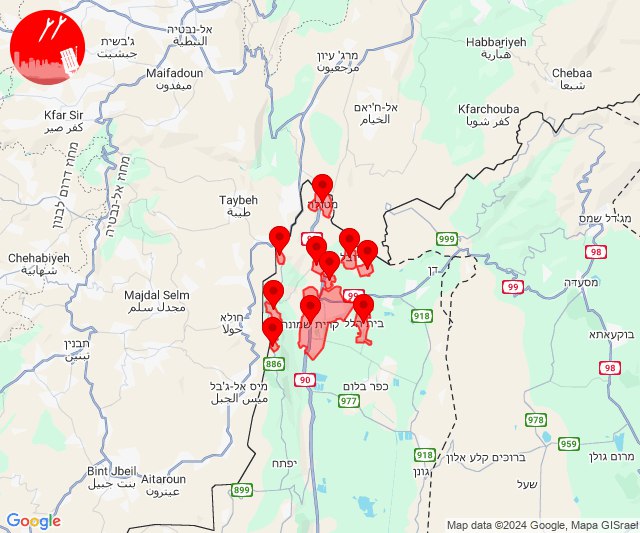 אל-נבטיה
النبطية
ג'בשית
جبشيت
Habbariyeh
هبارية
מרג' עיון
مرجعيون
Maifadoun
ميفدون
Chebaa
شبعا
אל-ח'יאם
الخيام
Kfar Sir
كفر صير
Kfarchouba
كفر شوبا
מחוז אל-נבטיה
מחוז דרום לבנון
Taybeh
طيبة
מטולה
מג'דל שמס
999
98
Chehabiyeh
شهابية
דן
99
מסעדה
99
Majdal Selm
مجدل سلم
חולא
حولا
918
קרית שמונה
בית הלל
בוקעאתא
תבנין
تبنين
886
98
90
מיס אל-ג'בל
ميس الجبل
כפר בלום
977
978
959
918
מרום גולן
ברוכים קלע אלון
Bint Jbeil
بنت جبيل
Aitaroun
عيترون
יפתח
גונן
שעל
899
Google
Map data ©2024 Google, Mapa GISrael